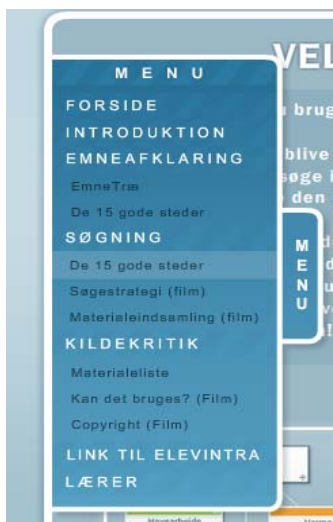 MENU
FORSIDE
INTRODUKTION
EMNEAFKLARING
EmneTræ
De 15 gode steder
SØGNING
De 15 gode steder
Søgestrategi (film)
Materialeindsamling (film)
KILDEKRITIK
Materialeliste
Kan det bruges? (Film)
Copyright (Film)
LINK TIL ELEVINTRA
LÆRER
VEL
brug
blive
søge
den
MENU